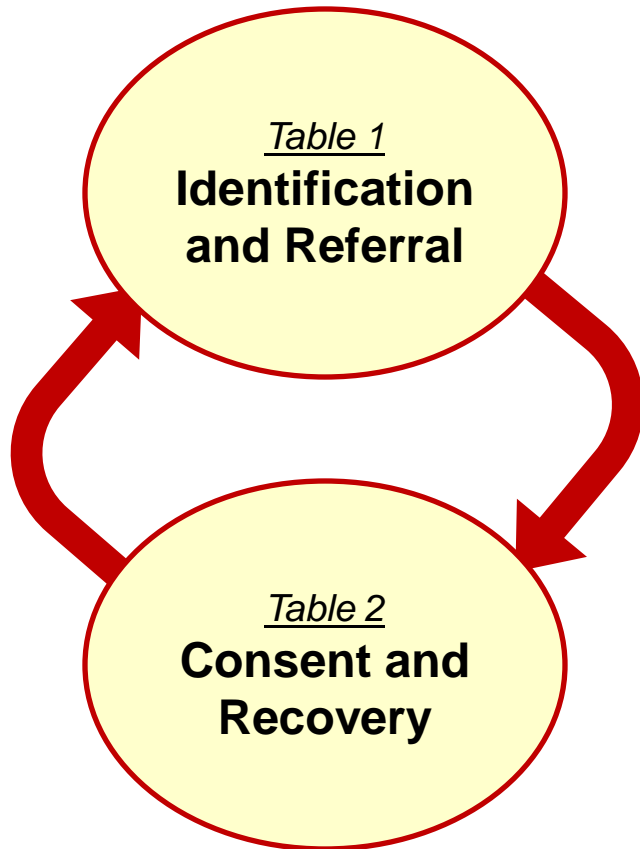 Table 1
Identification
and Referral
Table 2
Consent and
Recovery